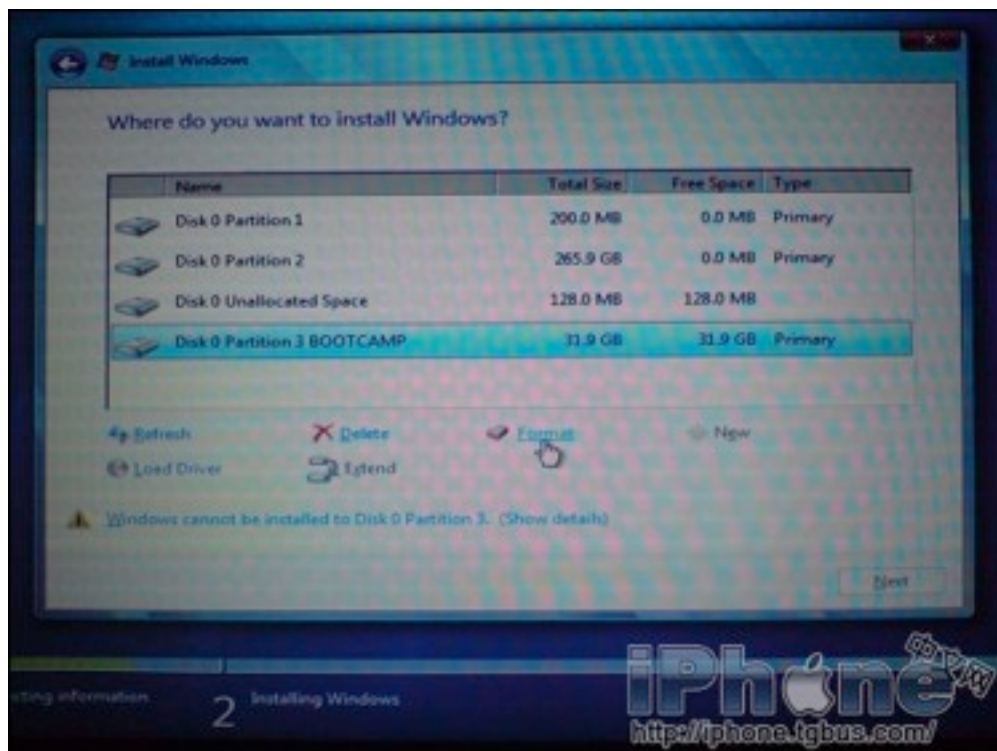 Install Windows
Where do you want to install Windows?
Name Total Size Free Space Type
Disk 0 Partition 1 200.0 MB 0.0 MB Primary
Disk 0 Partition 2 265.9 GB 0.0 MB Primary
Disk 0 Unallocated Space 128.0 MB 128.0 MB
Disk 0 Partition 3 BOOTCAMP 31.9 GB 31.9 GB Primary
Refresh Delete Format New
Load Driver Extend
Windows cannot be installed to Disk 0 Partition 3. (Show details)
Next
cting information 2 Installing Windows
iPhone 中文网
http://iphone.tgbus.com/